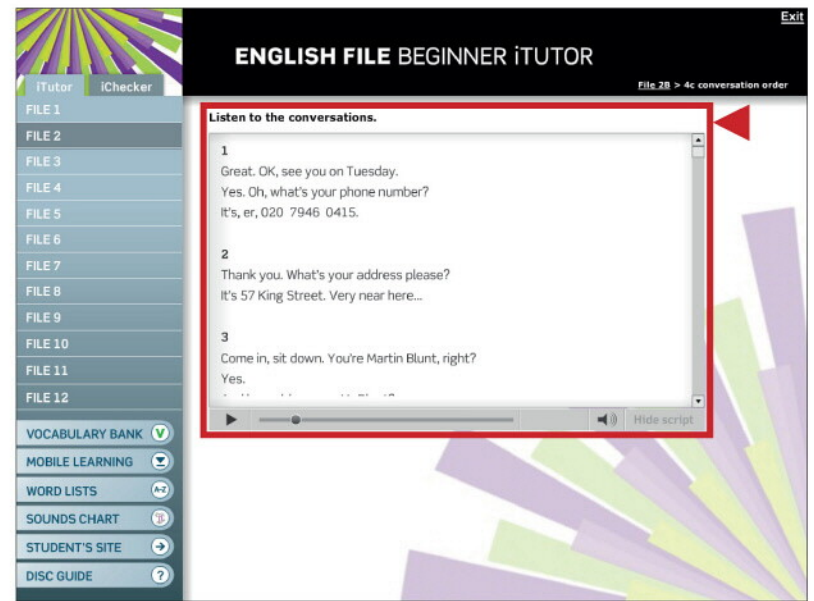 Exit
ENGLISH FILE BEGINNER iTUTOR
iTutor iChecker
File 2B > 4c conversation order
FILE 1
FILE 2
FILE 3
FILE 4
FILE 5
FILE 6
FILE 7
FILE 8
FILE 9
FILE 10
FILE 11
FILE 12
VOCABULARY BANK V
MOBILE LEARNING
WORD LISTS A-Z
SOUNDS CHART
STUDENT'S SITE
DISC GUIDE ?
Listen to the conversations.
1
Great. OK, see you on Tuesday.
Yes. Oh, what's your phone number?
It's, er, 020 7946 0415.
2
Thank you. What's your address please?
It's 57 King Street. Very near here...
3
Come in, sit down. You're Martin Blunt, right?
Yes.
Hide script